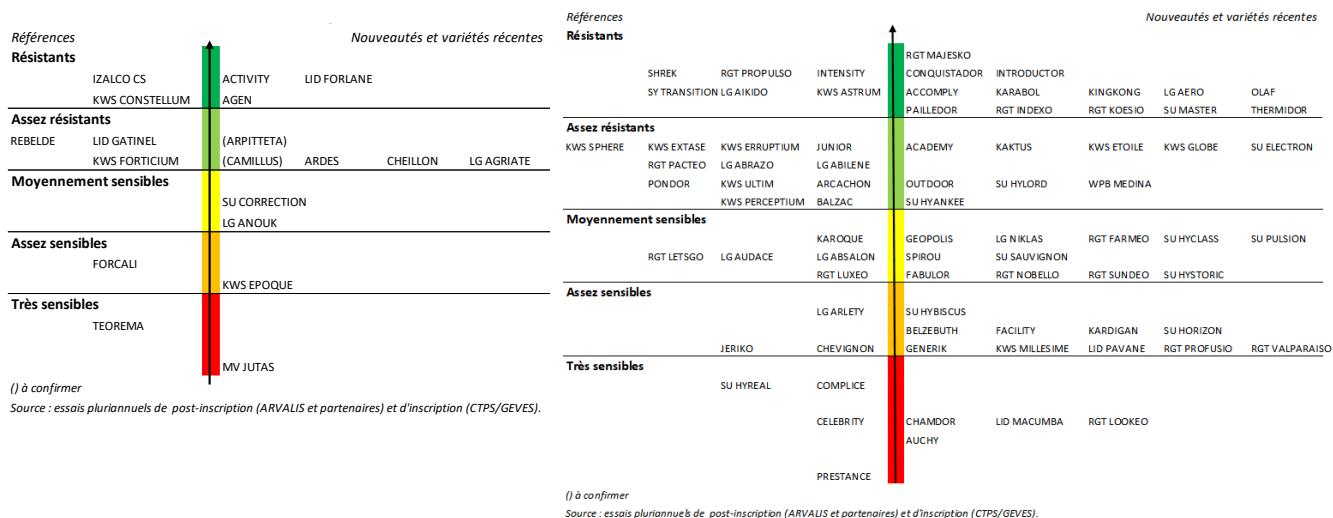 Références Nouveautés et variétés récentes
Résistants
IZALCO CS ACTIVITY LID FORLANE
KWS CONSTELLUM AGEN
Assez résistants
REBELDE LID GATINEL (ARPITTETA)
KWS FORTICIUM (CAMILLUS) ARDES CHEILLON LG AGRIATE
Moyennement sensibles
SU CORRECTION
LG ANOUK
Assez sensibles
FORCALI
KWS EPOQUE
Très sensibles
TEOREMA
MV JUTAS
() à confirmer
Source : essais pluriannuels de post-inscription (ARVALIS et partenaires) et d'inscription (CTPS/GEVES).
Références Nouveautés et variétés récentes
Résistants
RGT MAJESKO
SHREK RGT PROPULSO INTENSITY CONQUISTADOR INTRODUCTOR
SY TRANSITION LG AIKIDO KWS ASTRUM ACCOMPLY KARABOL KINGKONG LG AERO OLAF
PAILLEDOR RGT INDEXO RGT KOESIO SU MASTER THERMIDOR
Assez résistants
KWS SPHERE KWS EXTASE KWS ERRUPTIUM JUNIOR ACADEMY KAKTUS KWS ETOILE KWS GLOBE SU ELECTRON
RGT PACTEO LG ABRAZO LG ABILENE
PONDOR KWS ULTIM ARCACHON OUTDOOR SU HYLORD WPB MEDINA
KWS PERCEPTIUM BALZAC SU HYANKEE
Moyennement sensibles
KAROQUE GEOPOLIS LG NIKLAS RGT FARMEO SU HYCLASS SU PULSION
RGT LETSGO LG AUDACE LG ABSALON SPIROU SU SAUVIGNON
RGT LUXEO FABULOR RGT NOBELLO RGT SUNDEO SU HYSTORIC
Assez sensibles
LG ARLETY SU HYBISCUS
BELZEBUTH FACILITY KARDIGAN SU HORIZON
JERIKO CHEVIGNON GENERIK KWS MILLESIME LID PAVANE RGT PROFUSIO RGT VALPARAISO
Très sensibles
SU HYREAL COMPLICE
CELEBRITY CHAMDOR LID MACUMBA RGT LOOKEO
AUCHY
PRESTANCE
() à confirmer
Source : essais pluriannuels de post-inscription (ARVALIS et partenaires) et d'inscription (CTPS/GEVES).